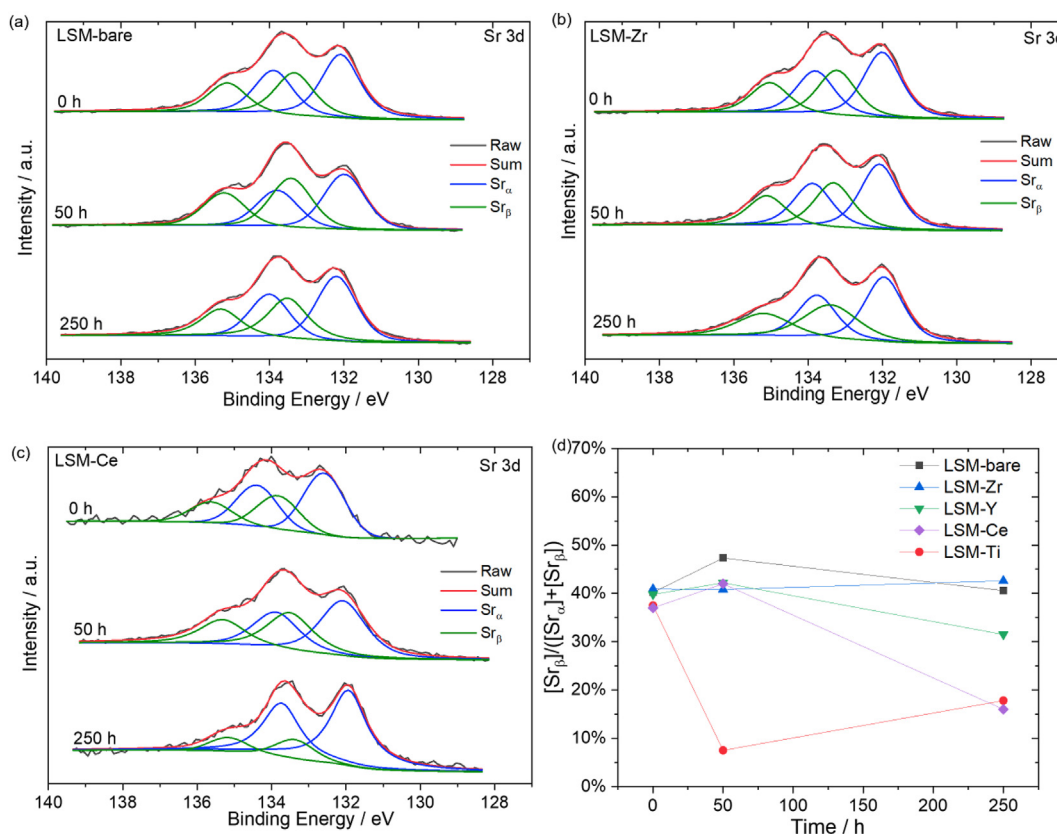 (a)
LSM-bare
Sr 3d
0 h
50 h
250 h
Raw
Sum
Srα
Srβ
Intensity / a.u.
140 138 136 134 132 130 128
Binding Energy / eV
(b)
LSM-Zr
Sr 3d
0 h
50 h
250 h
Raw
Sum
Srα
Srβ
Intensity / a.u.
140 138 136 134 132 130 128
Binding Energy / eV
(c)
LSM-Ce
Sr 3d
0 h
50 h
250 h
Raw
Sum
Srα
Srβ
Intensity / a.u.
140 138 136 134 132 130 128
Binding Energy / eV
(d)
70%
60%
50%
40%
30%
20%
10%
0%
[Srβ]/([Srα]+[Srβ])
LSM-bare
LSM-Zr
LSM-Y
LSM-Ce
LSM-Ti
0 50 100 150 200 250
Time / h